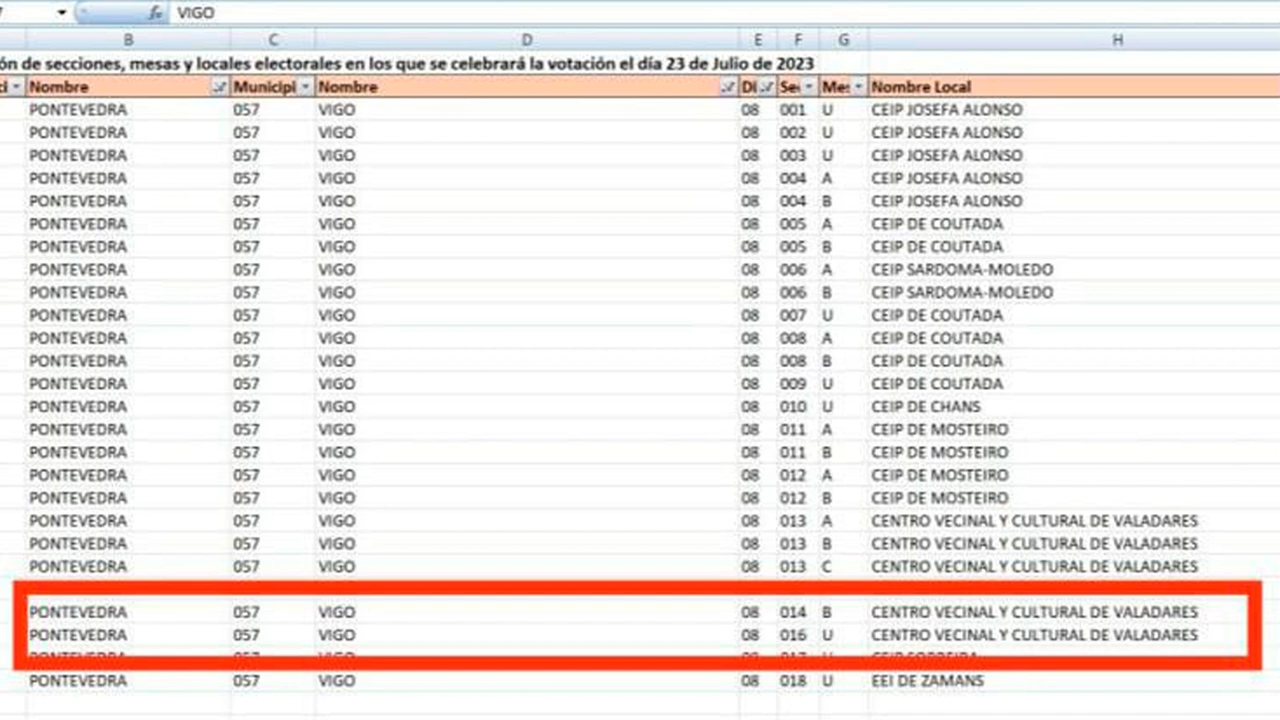 VIGO
B C D E F G H
ón de secciones, mesas y locales electorales en los que se celebrará la votación el día 23 de Julio de 2023
Nombre Municipi Nombre Di Se Me Nombre Local
PONTEVEDRA 057 VIGO 08 001 U CEIP JOSEFA ALONSO
PONTEVEDRA 057 VIGO 08 002 U CEIP JOSEFA ALONSO
PONTEVEDRA 057 VIGO 08 003 U CEIP JOSEFA ALONSO
PONTEVEDRA 057 VIGO 08 004 A CEIP JOSEFA ALONSO
PONTEVEDRA 057 VIGO 08 004 B CEIP JOSEFA ALONSO
PONTEVEDRA 057 VIGO 08 005 A CEIP DE COUTADA
PONTEVEDRA 057 VIGO 08 005 B CEIP DE COUTADA
PONTEVEDRA 057 VIGO 08 006 A CEIP SARDOMA-MOLEDO
PONTEVEDRA 057 VIGO 08 006 B CEIP SARDOMA-MOLEDO
PONTEVEDRA 057 VIGO 08 007 U CEIP DE COUTADA
PONTEVEDRA 057 VIGO 08 008 A CEIP DE COUTADA
PONTEVEDRA 057 VIGO 08 008 B CEIP DE COUTADA
PONTEVEDRA 057 VIGO 08 009 U CEIP DE COUTADA
PONTEVEDRA 057 VIGO 08 010 U CEIP DE CHANS
PONTEVEDRA 057 VIGO 08 011 A CEIP DE MOSTEIRO
PONTEVEDRA 057 VIGO 08 011 B CEIP DE MOSTEIRO
PONTEVEDRA 057 VIGO 08 012 A CEIP DE MOSTEIRO
PONTEVEDRA 057 VIGO 08 012 B CEIP DE MOSTEIRO
PONTEVEDRA 057 VIGO 08 013 A CENTRO VECINAL Y CULTURAL DE VALADARES
PONTEVEDRA 057 VIGO 08 013 B CENTRO VECINAL Y CULTURAL DE VALADARES
PONTEVEDRA 057 VIGO 08 013 C CENTRO VECINAL Y CULTURAL DE VALADARES
PONTEVEDRA 057 VIGO 08 014 B CENTRO VECINAL Y CULTURAL DE VALADARES
PONTEVEDRA 057 VIGO 08 016 U CENTRO VECINAL Y CULTURAL DE VALADARES
PONTEVEDRA 057 VIGO 08 018 U EEI DE ZAMANS